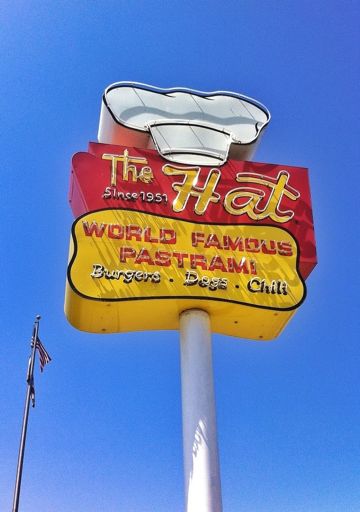 The Hat
Since 1951
WORLD FAMOUS
PASTRAMI
Burgers · Dogs · Chili